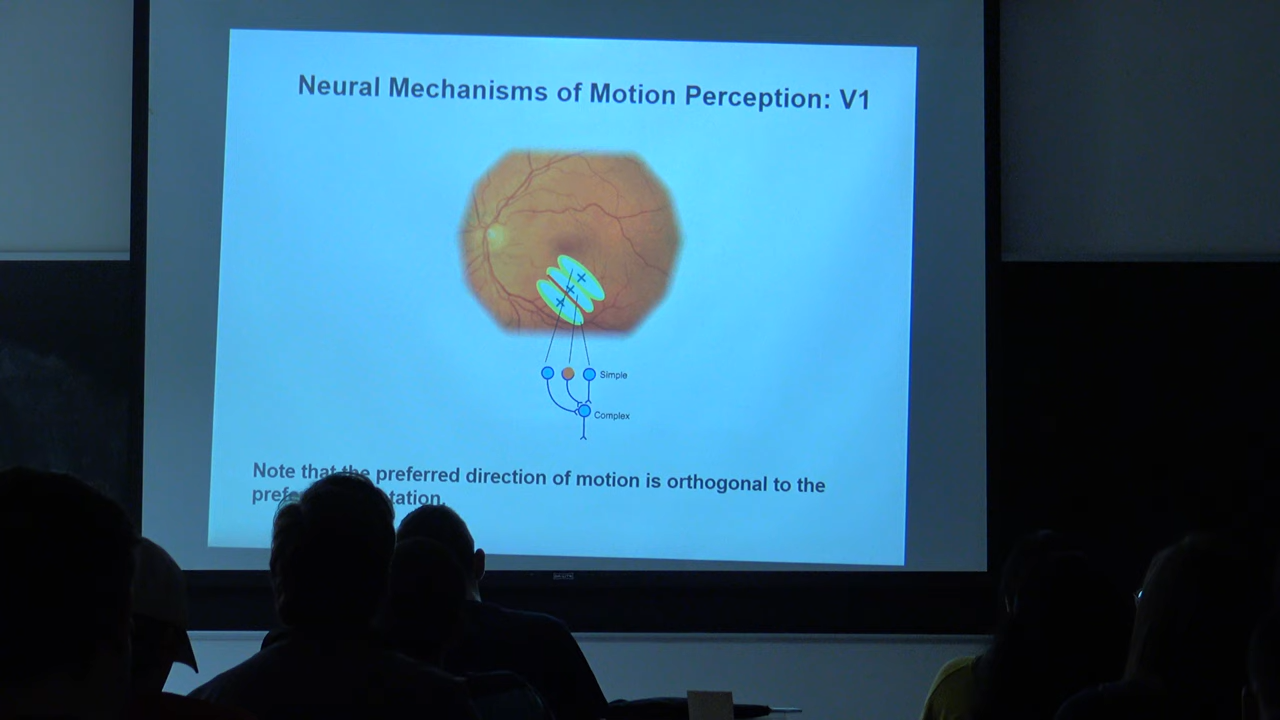 Neural Mechanisms of Motion Perception: V1
Simple
Complex
Note that the preferred direction of motion is orthogonal to the
tation.